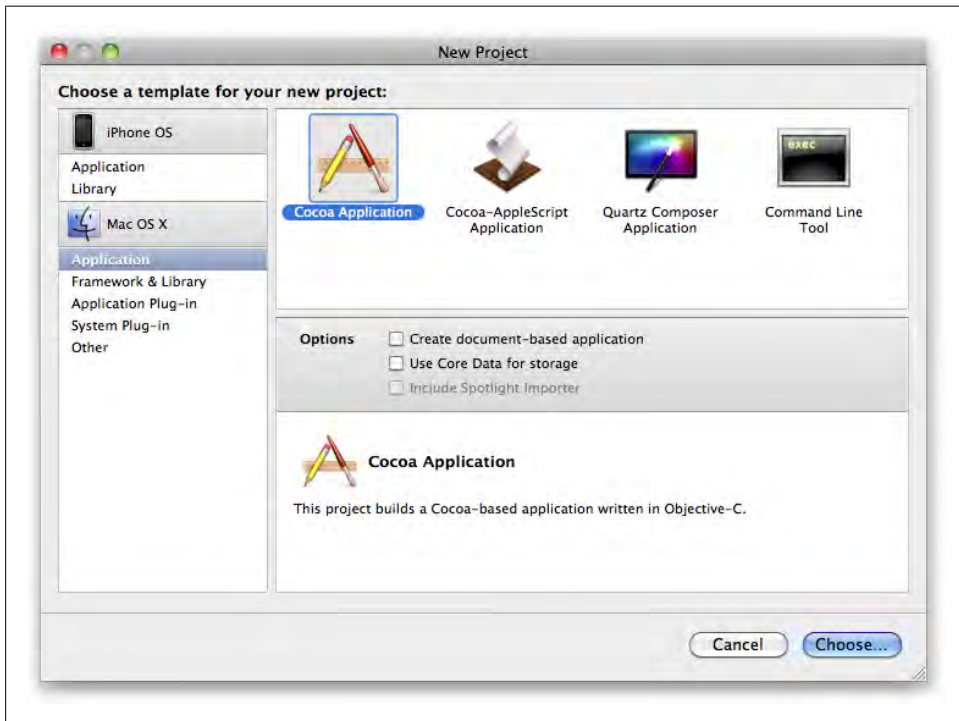 New Project
Choose a template for your new project:
iPhone OS
Application
Library
Mac OS X
Application
Framework & Library
Application Plug-in
System Plug-in
Other
Cocoa Application
Cocoa-AppleScript
Application
Quartz Composer
Application
exec
Command Line
Tool
Options
Create document-based application
Use Core Data for storage
Include Spotlight Importer
Cocoa Application
This project builds a Cocoa-based application written in Objective-C.
Cancel
Choose...